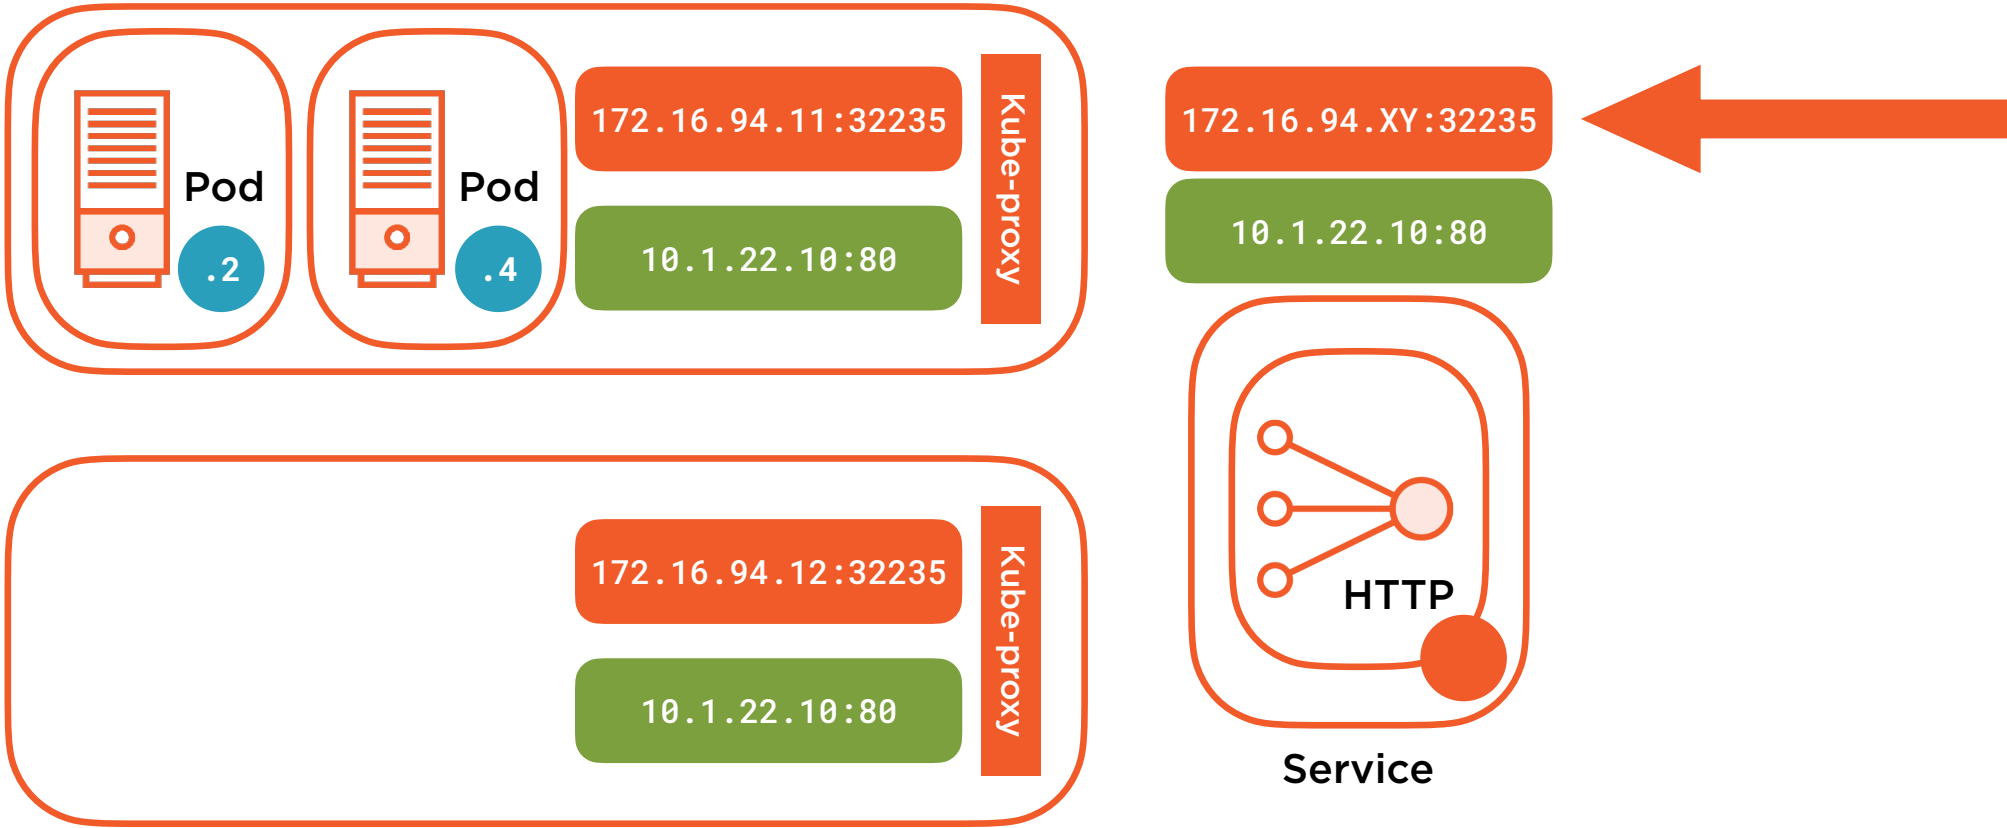 Pod
.2
Pod
.4
172.16.94.11:32235
10.1.22.10:80
Kube-proxy
172.16.94.XY:32235
10.1.22.10:80
172.16.94.12:32235
10.1.22.10:80
Kube-proxy
HTTP
Service